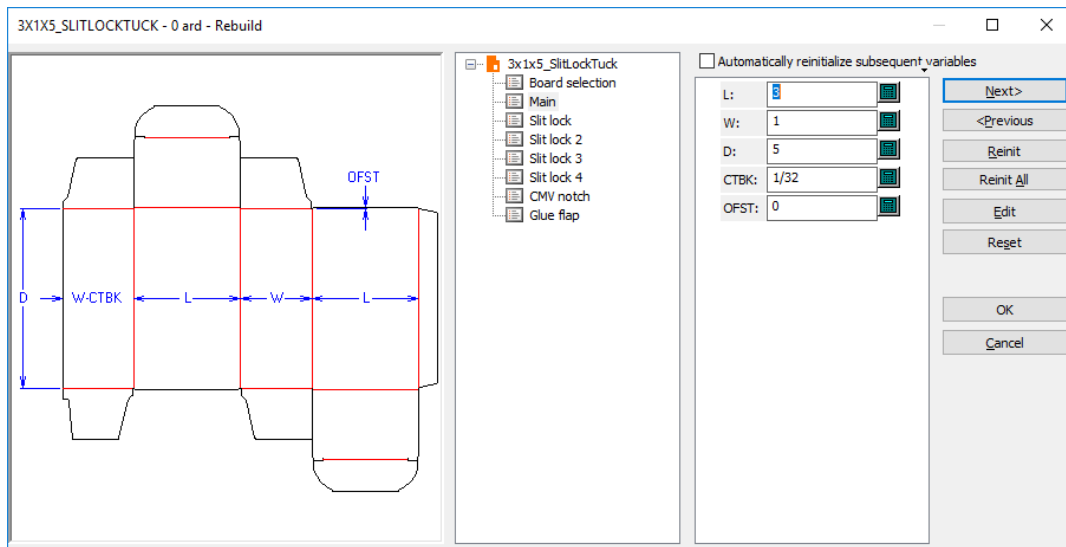 3X1X5_SLITLOCKTUCK - 0 ard - Rebuild
OFST
D
W-CTBK
L
W
L
3x1x5_SlitLockTuck
Board selection
Main
Slit lock
Slit lock 2
Slit lock 3
Slit lock 4
CMV notch
Glue flap
Automatically reinitialize subsequent variables
L: 3
W: 1
D: 5
CTBK: 1/32
OFST: 0
Next>
<Previous
Reinit
Reinit All
Edit
Reset
OK
Cancel